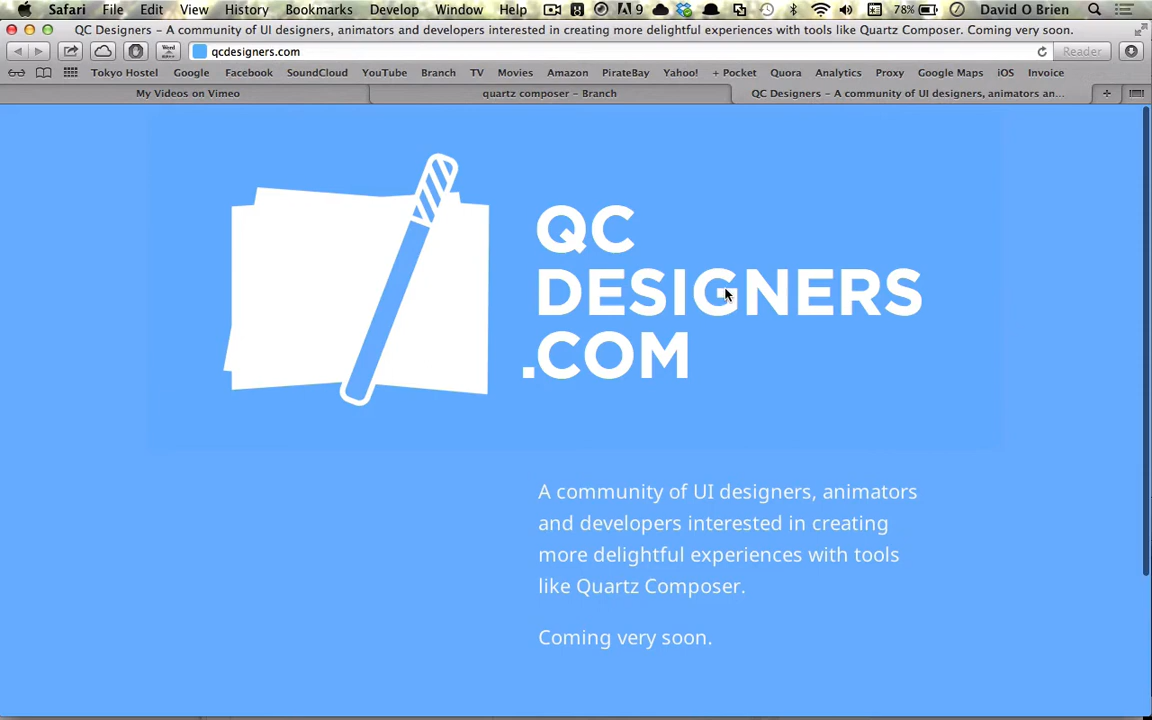 Safari File Edit View History Bookmarks Develop Window Help 9 78% David O Brien
QC Designers – A community of UI designers, animators and developers interested in creating more delightful experiences with tools like Quartz Composer. Coming very soon.
qcdesigners.com Reader
Tokyo Hostel Google Facebook SoundCloud YouTube Branch TV Movies Amazon PirateBay Yahoo! + Pocket Quora Analytics Proxy Google Maps iOS Invoice
My Videos on Vimeo quartz composer – Branch QC Designers – A community of UI designers, animators an...
QC
DESIGNERS
.COM
A community of UI designers, animators
and developers interested in creating
more delightful experiences with tools
like Quartz Composer.
Coming very soon.